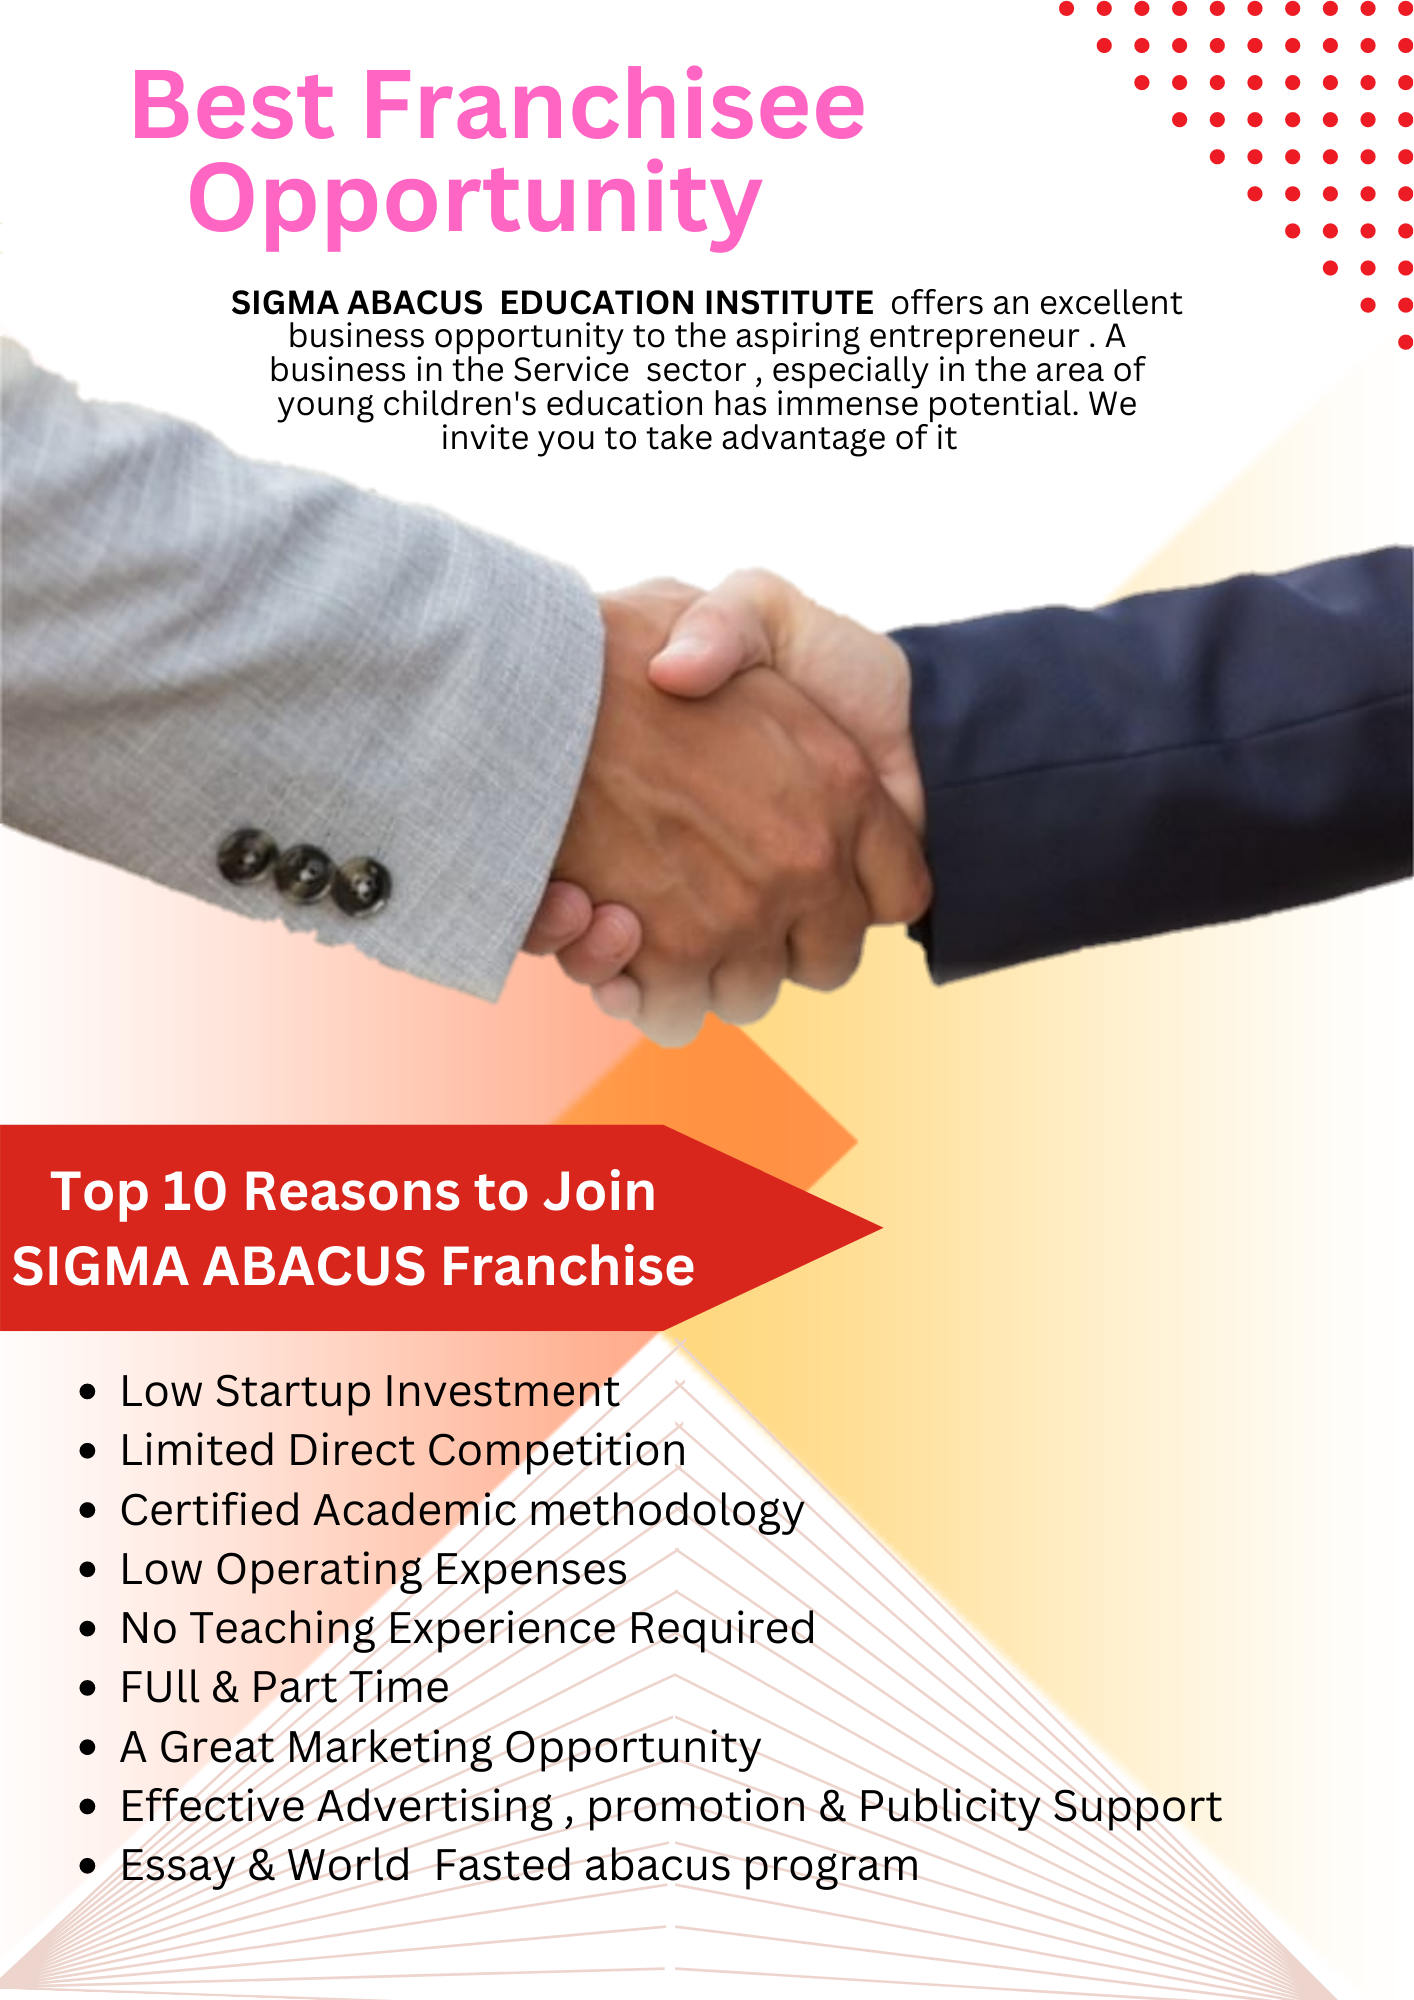 Best Franchisee
Opportunity
SIGMA ABACUS  EDUCATION INSTITUTE  offers an excellent
business opportunity to the aspiring entrepreneur . A
business in the Service  sector , especially in the area of
young children's education has immense potential. We
invite you to take advantage of it
Top 10 Reasons to Join
SIGMA ABACUS Franchise
• Low Startup Investment
• Limited Direct Competition
• Certified Academic methodology
• Low Operating Expenses
• No Teaching Experience Required
• FUll & Part Time
• A Great Marketing Opportunity
• Effective Advertising , promotion & Publicity Support
• Essay & World  Fasted abacus program